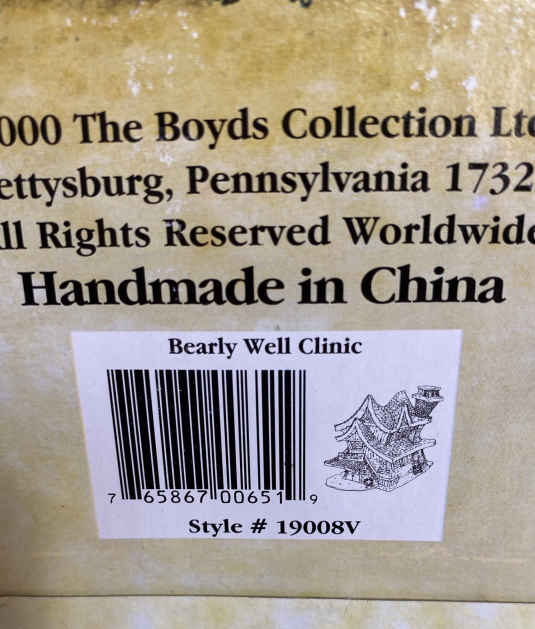 000 The Boyds Collection Ltd
ettysburg, Pennsylvania 1732
ll Rights Reserved Worldwide
Handmade in China
Bearly Well Clinic
7 65867 00651 9
Style # 19008V